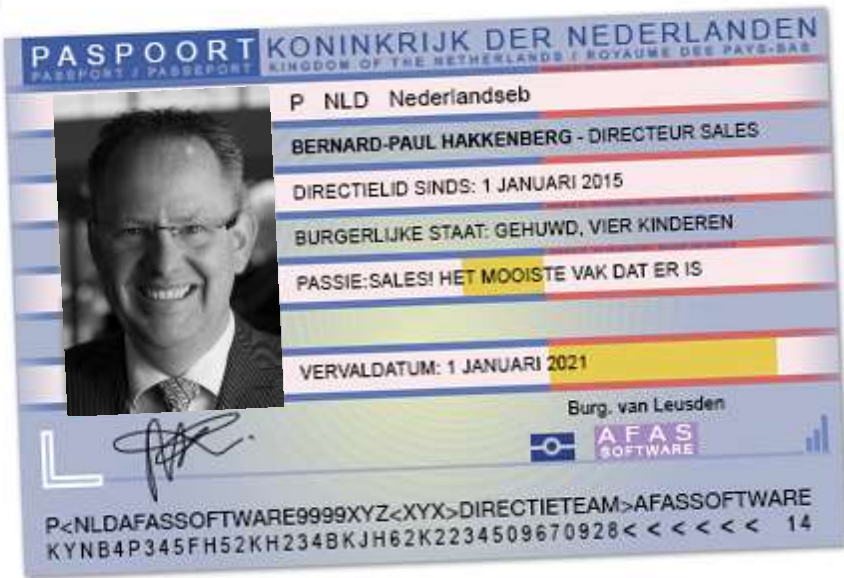 PASPOORT KONINKRIJK DER NEDERLANDEN
PASSPORT / PASSEPORT KINGDOM OF THE NETHERLANDS / ROYAUME DES PAYS-BAS
P NLD Nederlandseb
BERNARD-PAUL HAKKENBERG - DIRECTEUR SALES
DIRECTIELID SINDS: 1 JANUARI 2015
BURGERLIJKE STAAT: GEHUWD, VIER KINDEREN
PASSIE: SALES! HET MOOISTE VAK DAT ER IS
VERVALDATUM: 1 JANUARI 2021
Burg. van Leusden
AFAS
SOFTWARE
P<NLDAFASSOFTWARE9999XYZ<XYX>DIRECTIETEAM>AFASSOFTWARE
KYNB4P345FH52KH234BKJH62K2234509670928< < < < < < 14